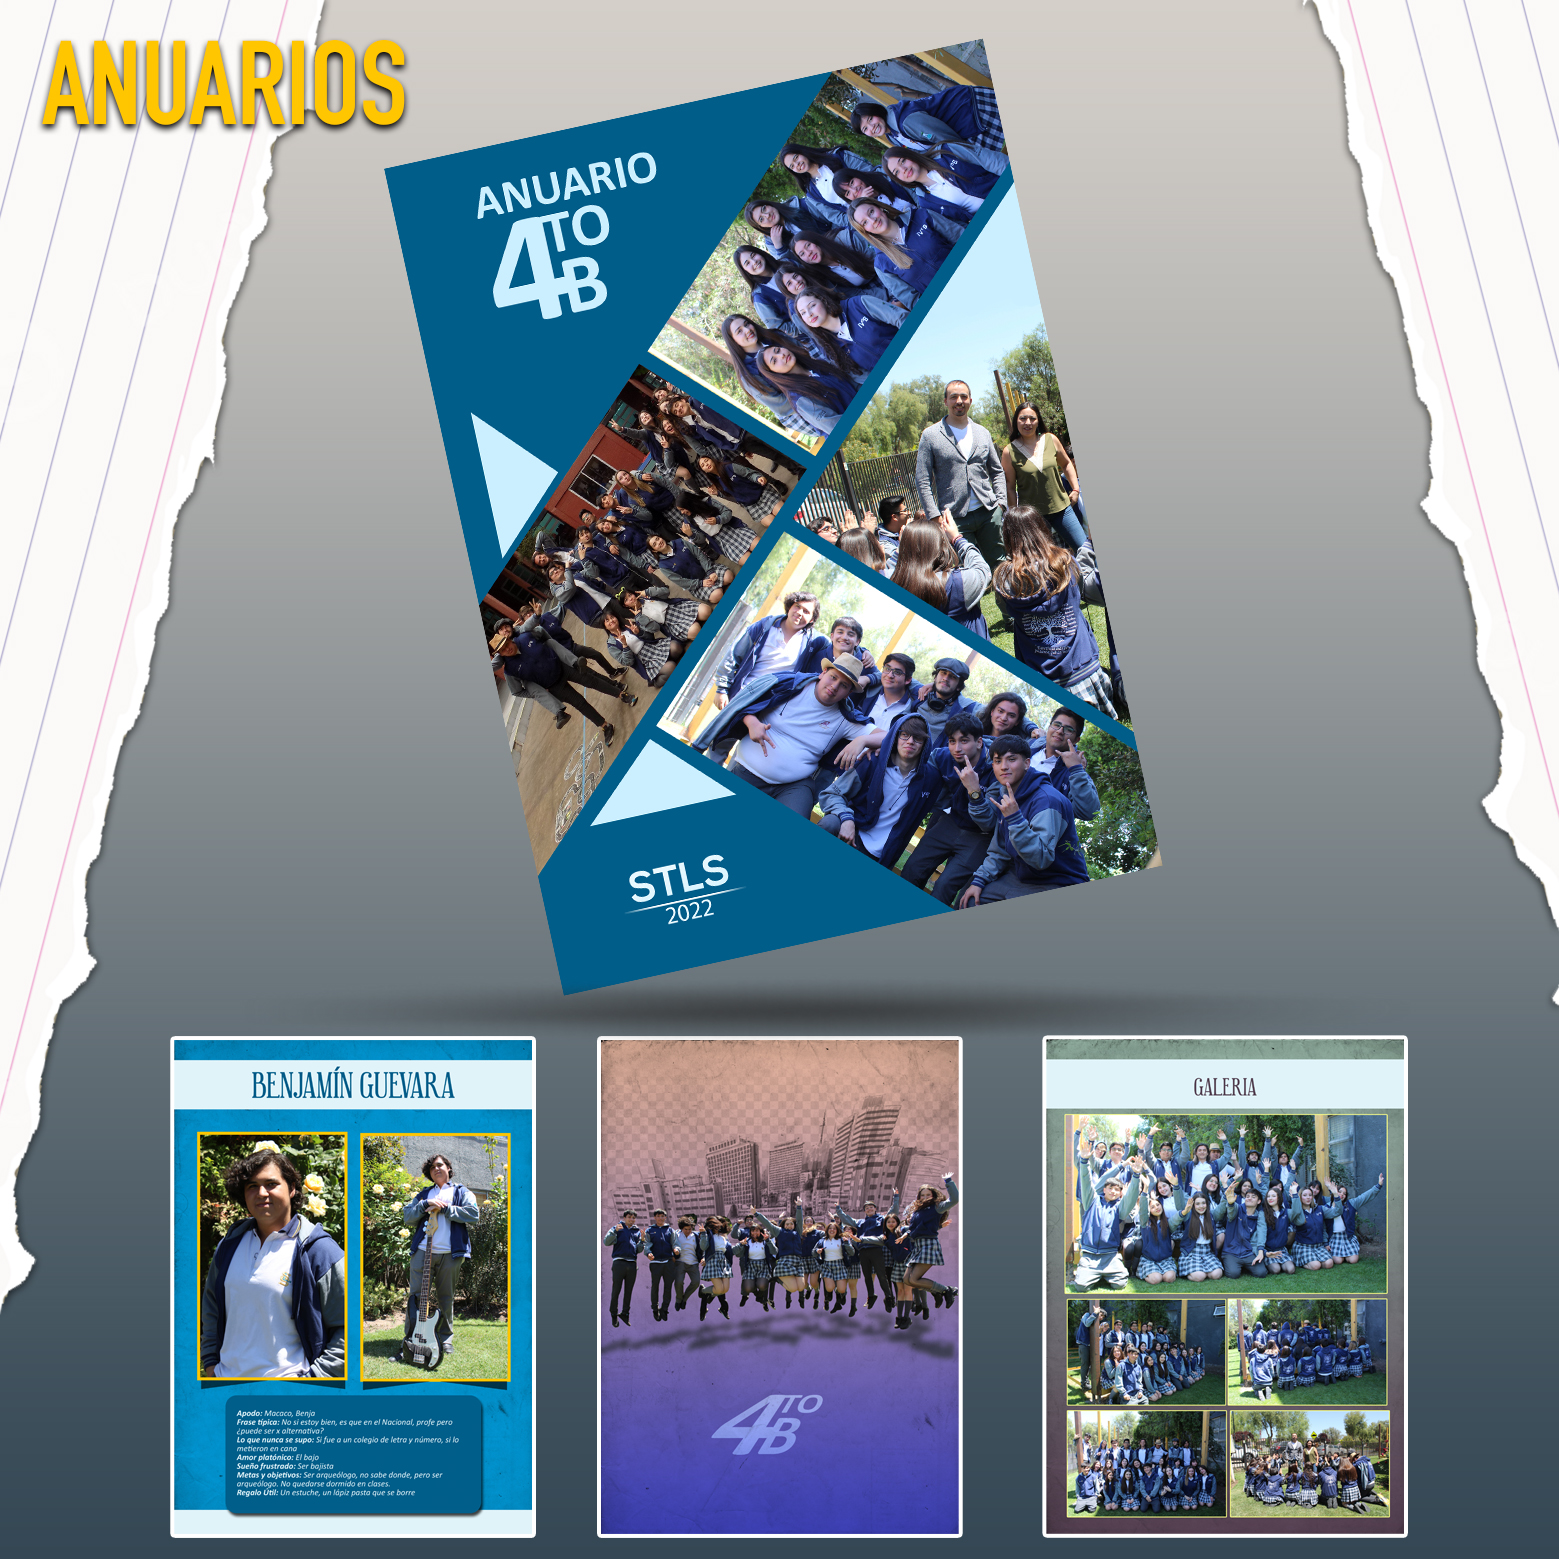 ANUARIOS
ANUARIO
4TO
B
STLS
2022
BENJAMÍN GUEVARA
Apodo: Macaco, Benja
Frase típica: No si estoy bien, es que en el Nacional, profe pero
¿puede ser x alternativa?
Lo que nunca se supo: Si fue a un colegio de letra y número, si lo
metieron en cana
Amor platónico: El bajo
Sueño frustrado: Ser bajista
Metas y objetivos: Ser arqueólogo, no sabe donde, pero ser
arqueólogo. No quedarse dormido en clases.
Regalo Útil: Un estuche, un lápiz pasta que se borre
4TO
B
GALERIA